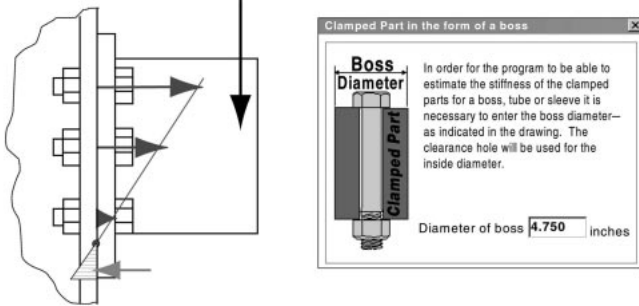 Clamped Part in the form of a boss
Boss
Diameter
Clamped Part
In order for the program to be able to
estimate the stiffness of the clamped
parts for a boss, tube or sleeve it is
necessary to enter the boss diameter—
as indicated in the drawing. The
clearance hole will be used for the
inside diameter.
Diameter of boss 4.750 inches